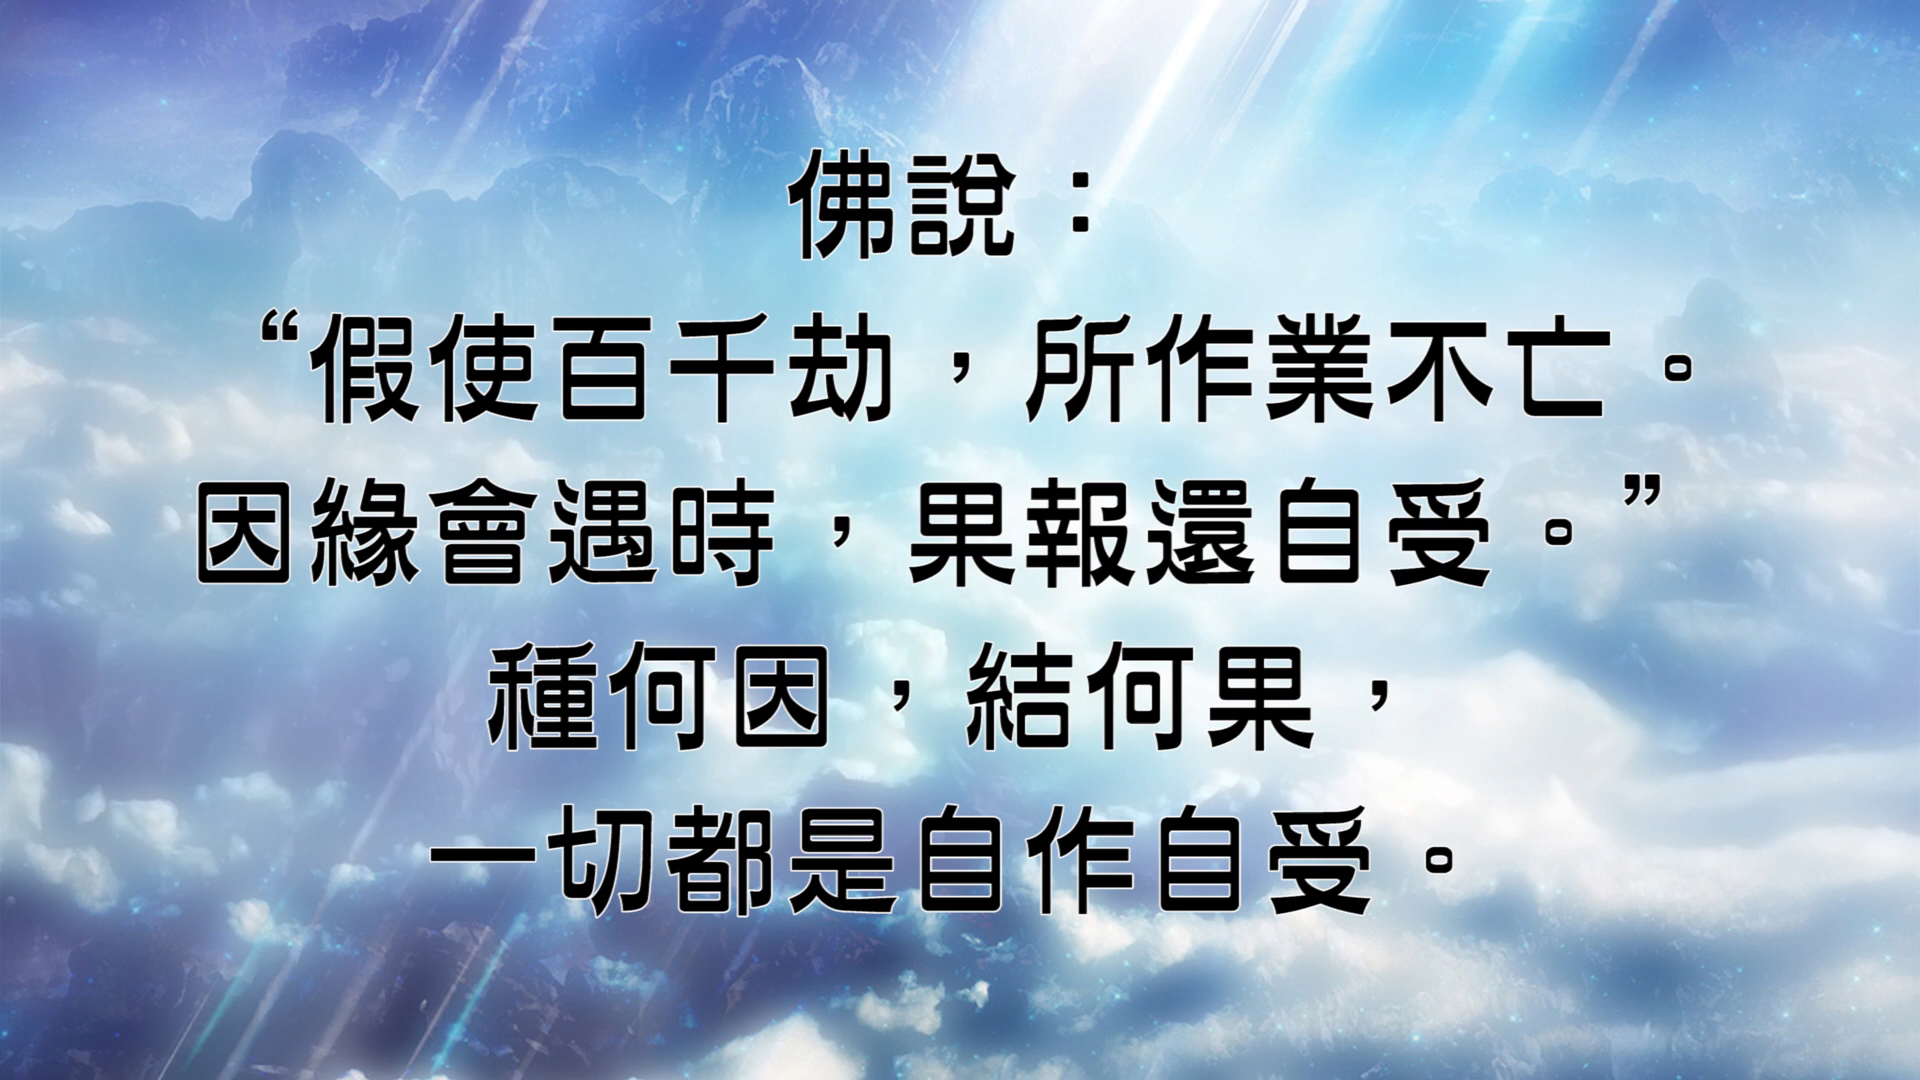 佛說：
“假使百千劫，所作業不亡。
因緣會遇時，果報還自受。”
種何因，結何果，
一切都是自作自受。